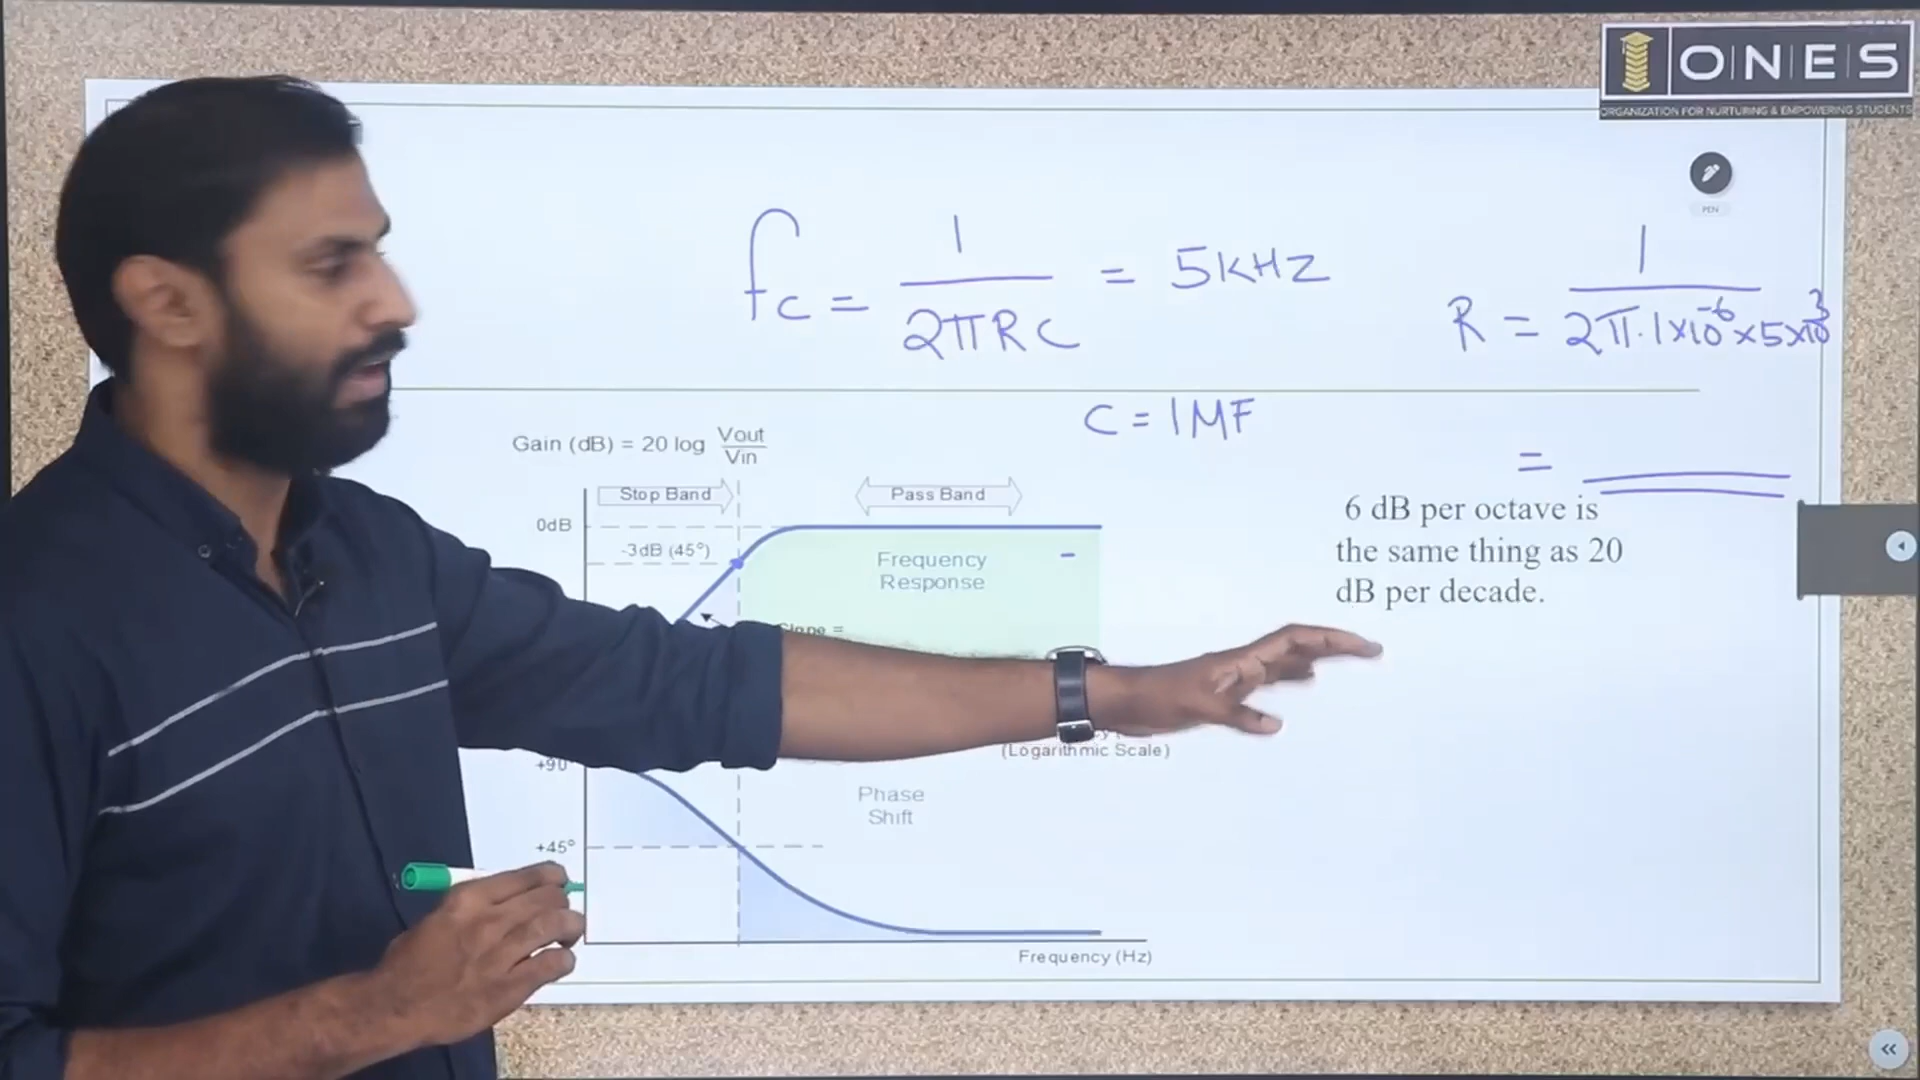 ONES
ORGANIZATION FOR NURTURING & EMPOWERING STUDENTS
PEN
fc = 1 / 2πRC = 5KHZ
R = 1 / 2π·1×10⁻⁶×5×10³
C = 1MF
=
Gain (dB) = 20 log Vout / Vin
Stop Band
Pass Band
0dB
-3dB (45°)
Frequency
Response
-
Slope =
6 dB per octave is
the same thing as 20
dB per decade.
(Logarithmic Scale)
+90°
Phase
Shift
+45°
Frequency (Hz)